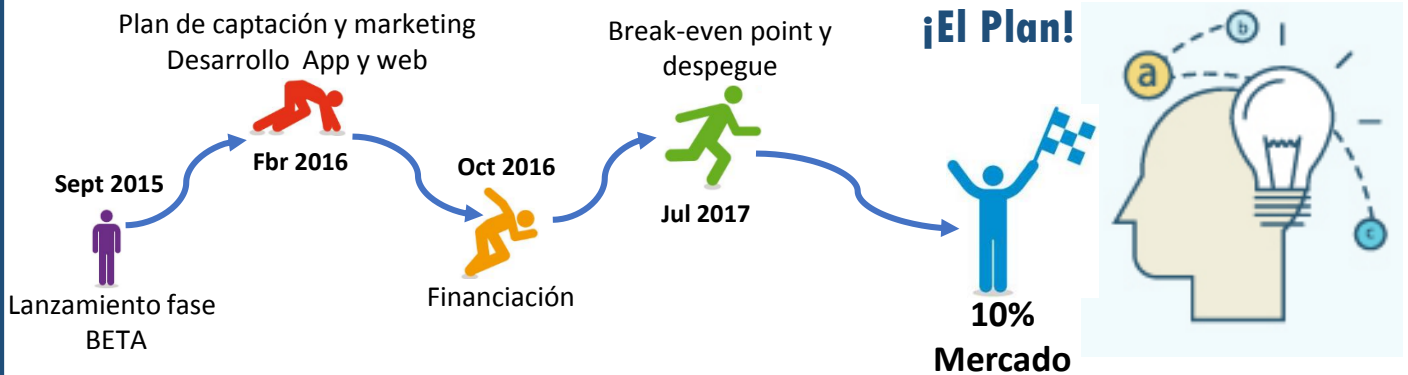 Plan de captación y marketing
Desarrollo App y web
Break-even point y
despegue
¡El Plan!
Sept 2015
Fbr 2016
Oct 2016
Jul 2017
Lanzamiento fase
BETA
Financiación
10%
Mercado
a
b
c